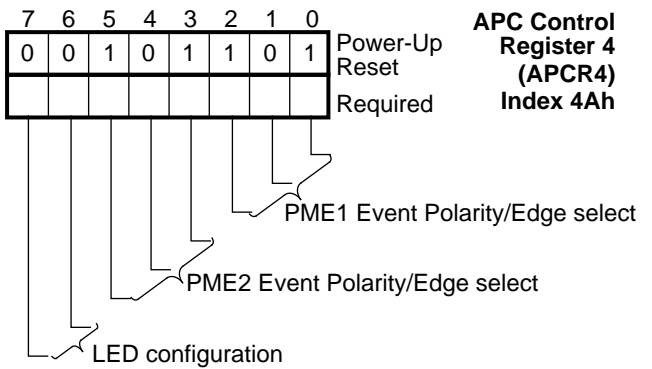 7 6 5 4 3 2 1 0
APC Control
Register 4
(APCR4)
Index 4Ah
0 0 1 0 1 1 0 1
Power-Up
Reset
Required
PME1 Event Polarity/Edge select
PME2 Event Polarity/Edge select
LED configuration